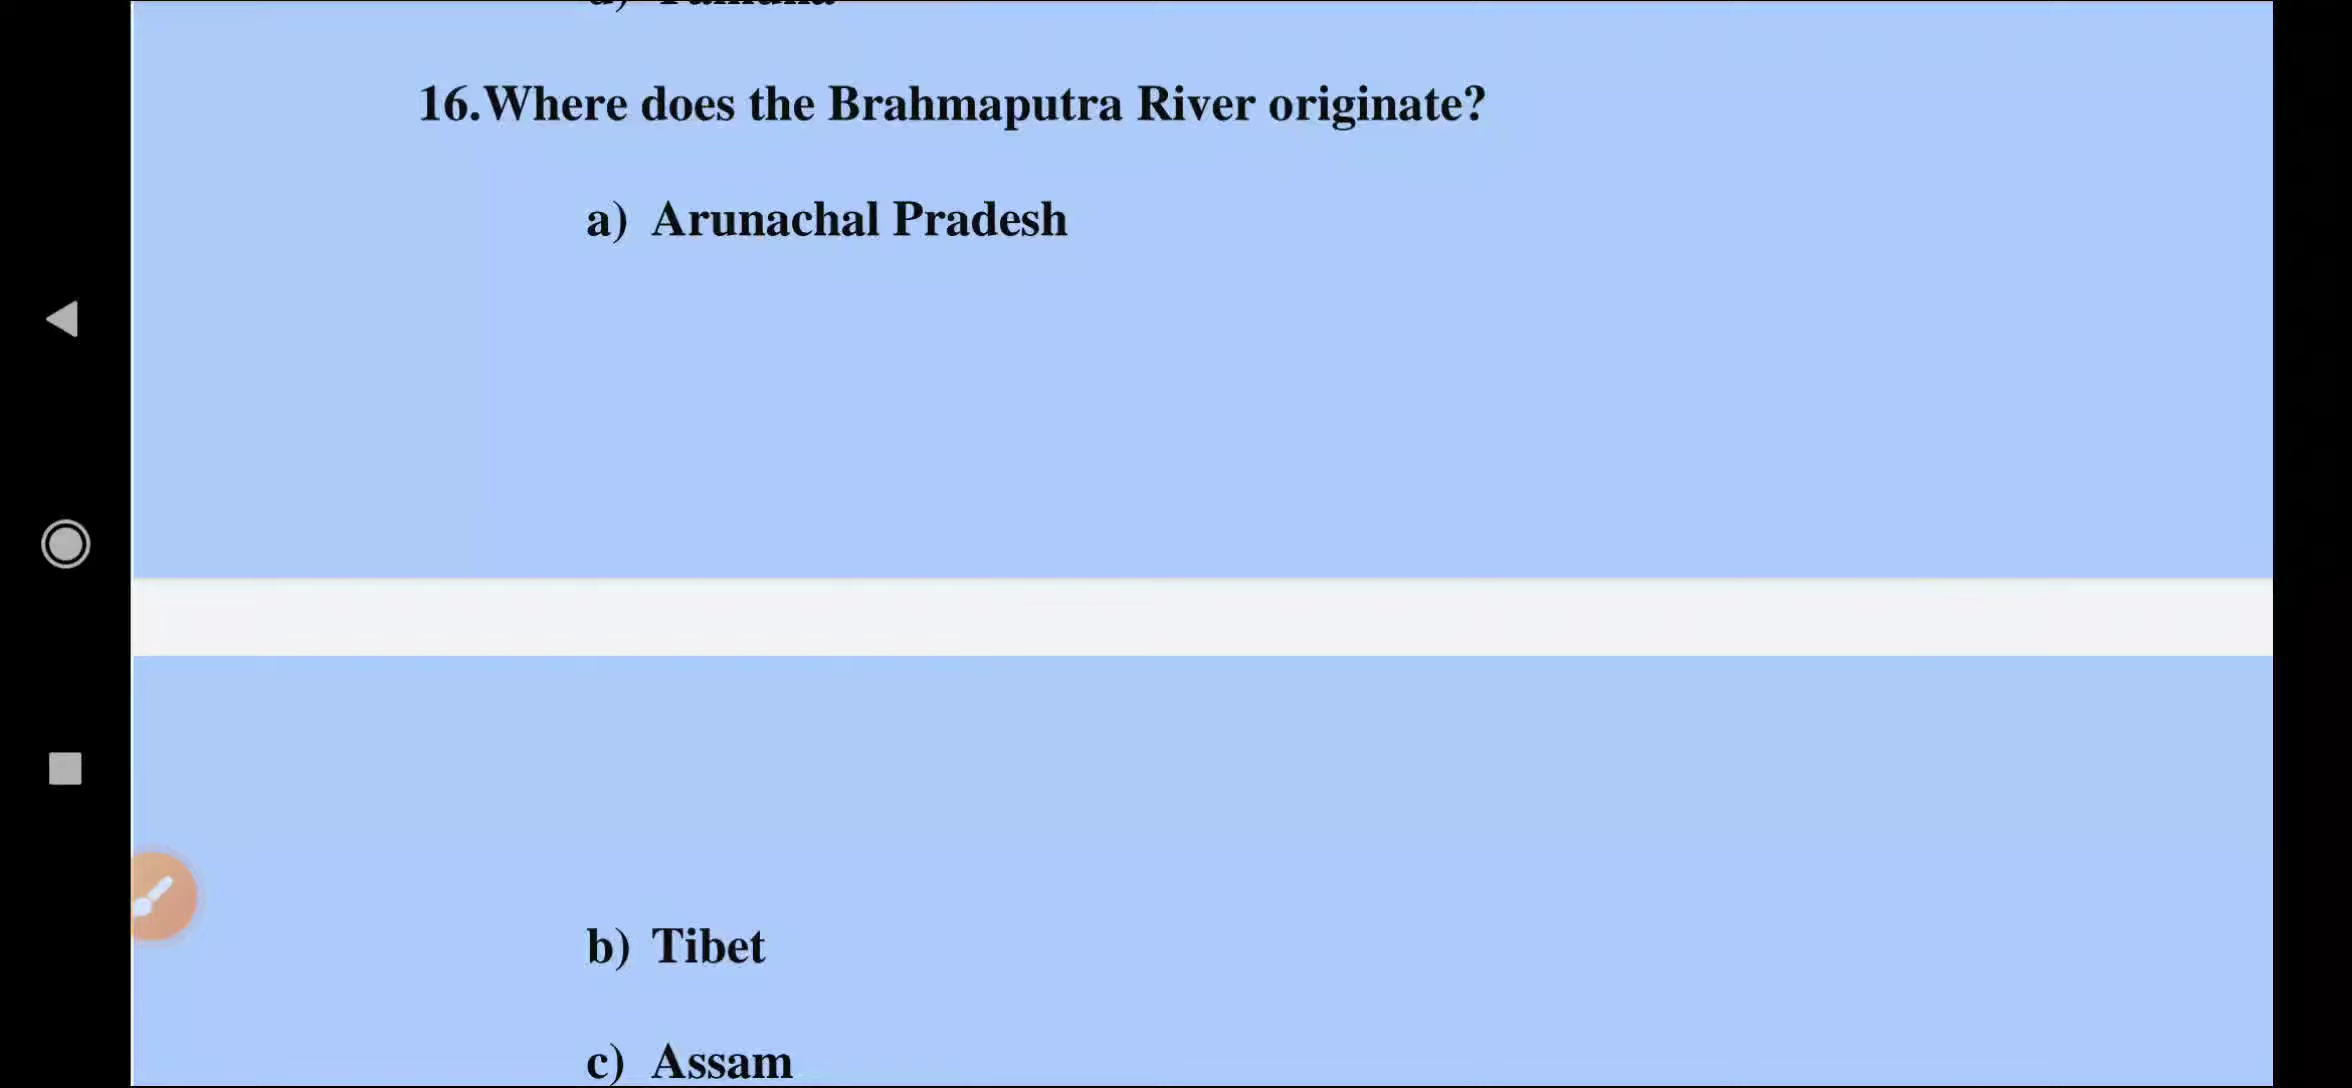 16.Where does the Brahmaputra River originate?
a) Arunachal Pradesh
b) Tibet
c) Assam